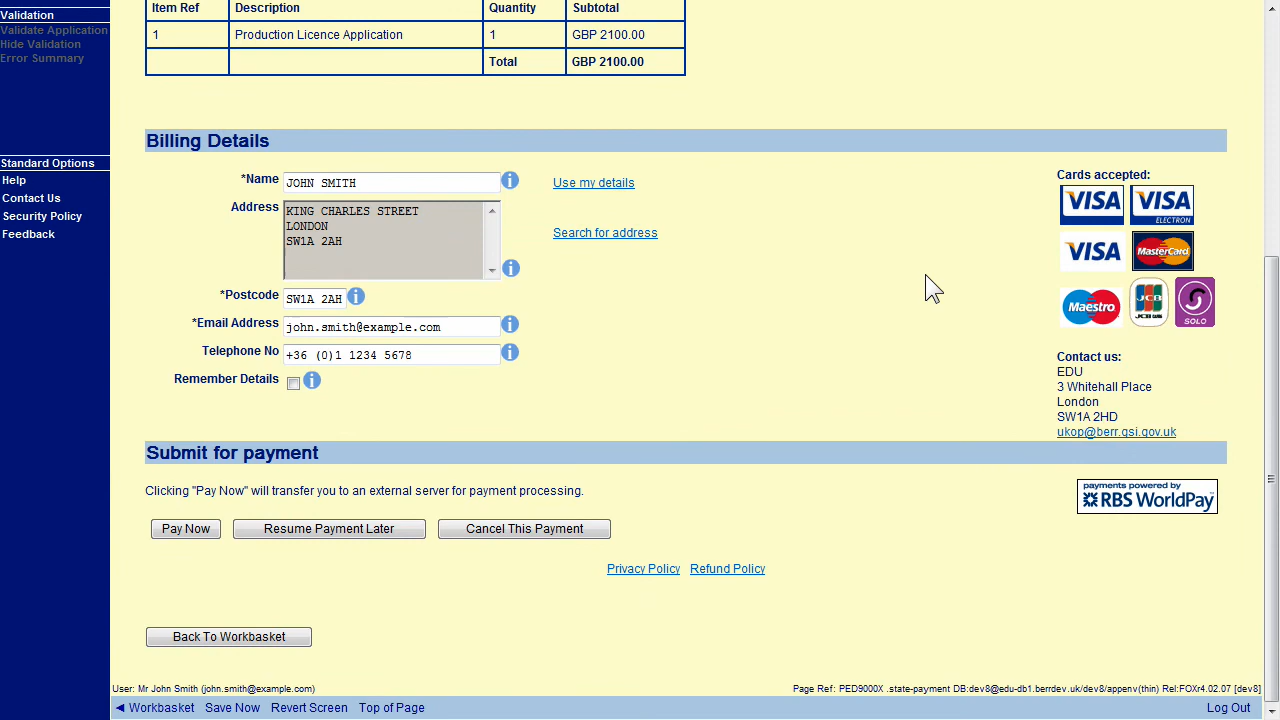 Validation
Validate Application
Hide Validation
Error Summary
Standard Options
Help
Contact Us
Security Policy
Feedback
Item Ref Description Quantity Subtotal
1 Production Licence Application 1 GBP 2100.00
Total GBP 2100.00
Billing Details
*Name JOHN SMITH Use my details
Address KING CHARLES STREET
LONDON
SW1A 2AH
Search for address
*Postcode SW1A 2AH
*Email Address john.smith@example.com
Telephone No +36 (0)1 1234 5678
Remember Details
Cards accepted:
VISA VISA
ELECTRON
VISA MasterCard
Maestro JCB SOLO
Contact us:
EDU
3 Whitehall Place
London
SW1A 2HD
ukop@berr.gsi.gov.uk
Submit for payment
Clicking "Pay Now" will transfer you to an external server for payment processing.
payments powered by
RBS WorldPay
Pay Now Resume Payment Later Cancel This Payment
Privacy Policy Refund Policy
Back To Workbasket
User: Mr John Smith (john.smith@example.com) Page Ref: PED9000X .state-payment DB:dev8@edu-db1.berrdev.uk/dev8/appenv(thin) Rel:FOXr4.02.07 [dev8]
Workbasket Save Now Revert Screen Top of Page Log Out